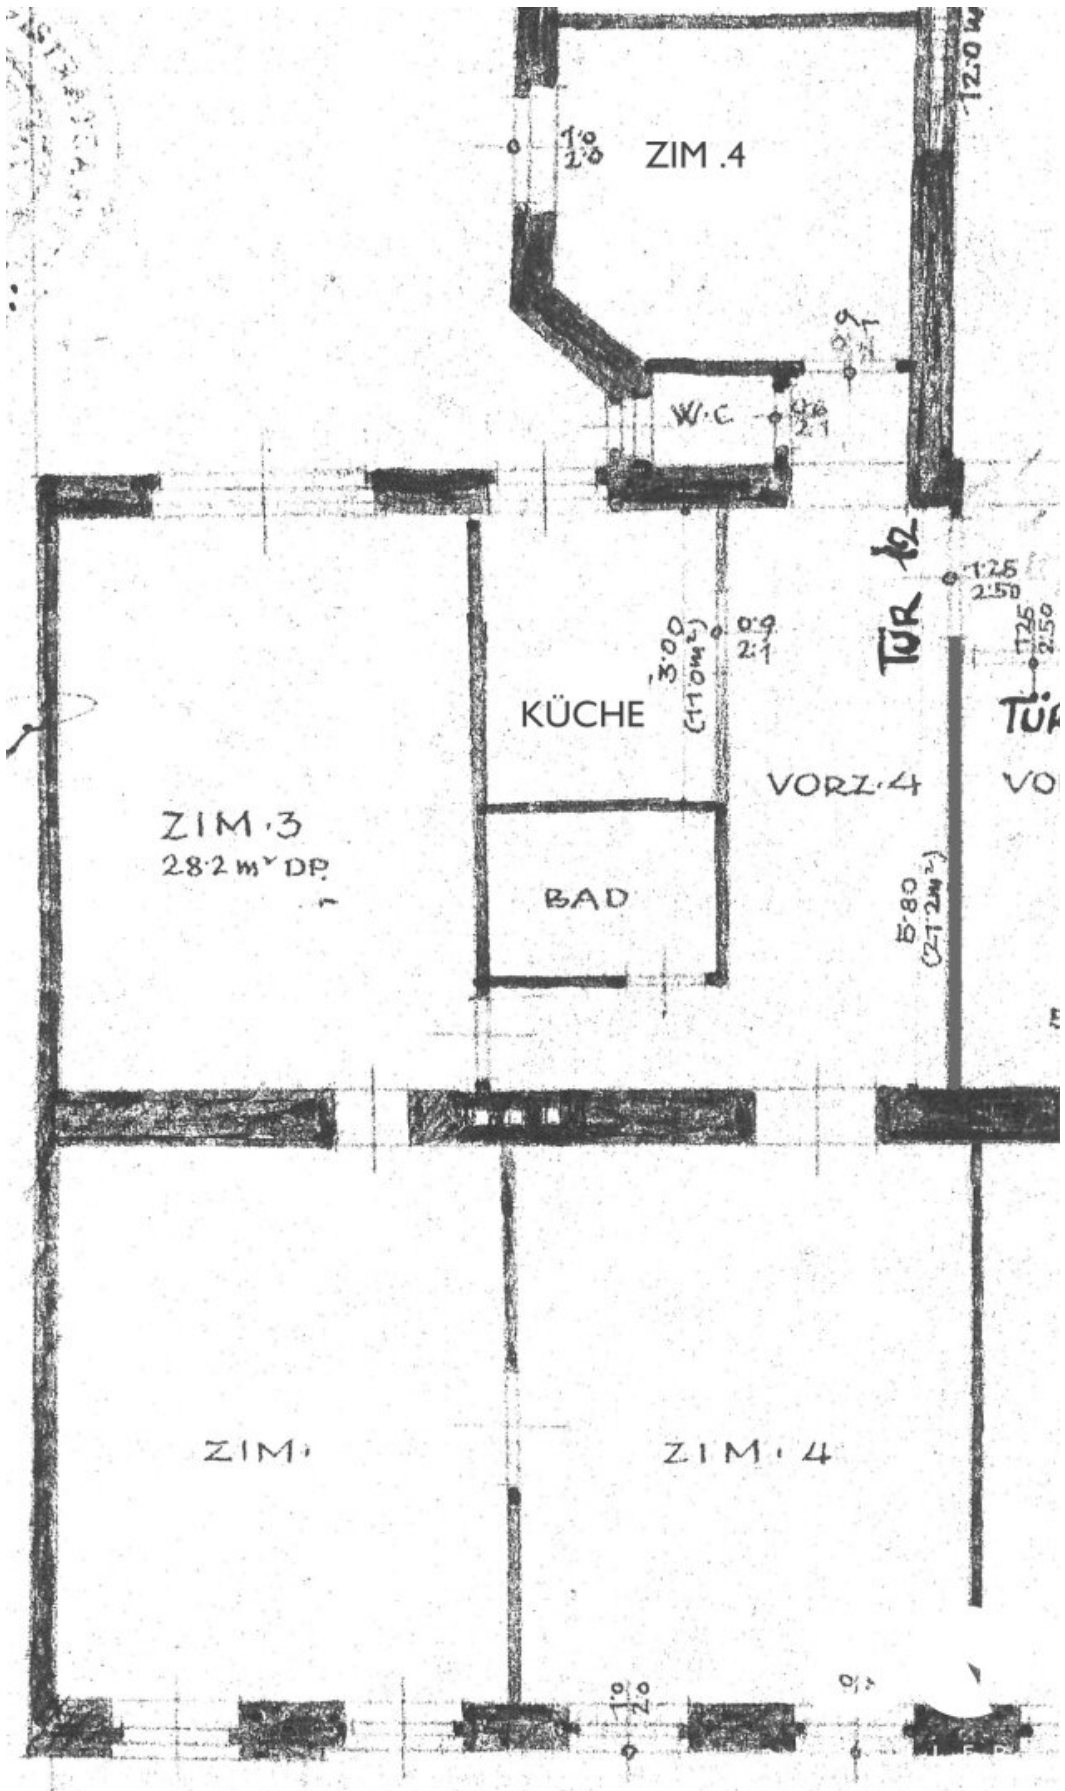 12.0 W
1.0
2.0
ZIM .4
0.9
2.1
W.C
0.6
2.1
TÜR 12
1.25
2.50
1.25
2.50
TÜR
0.9
2.1
3.00
(11.0m²)
KÜCHE
VORZ.4
VO
ZIM.3
28.2 m² DP.
BAD
5.80
(21.2m²)
ZIM.
ZIM. 4
1.0
2.0